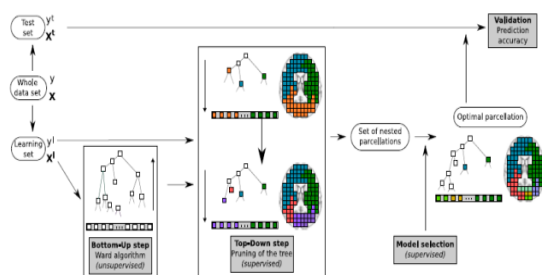 Test
set
y^t
X^t
Validation
Prediction
accuracy
Whole
data set
y
X
Learning
set
y^l
X^l
Set of nested
parcellations
Optimal parcellation
Bottom-Up step
Ward algorithm
(unsupervised)
Top-Down step
Pruning of the tree
(supervised)
Model selection
(supervised)